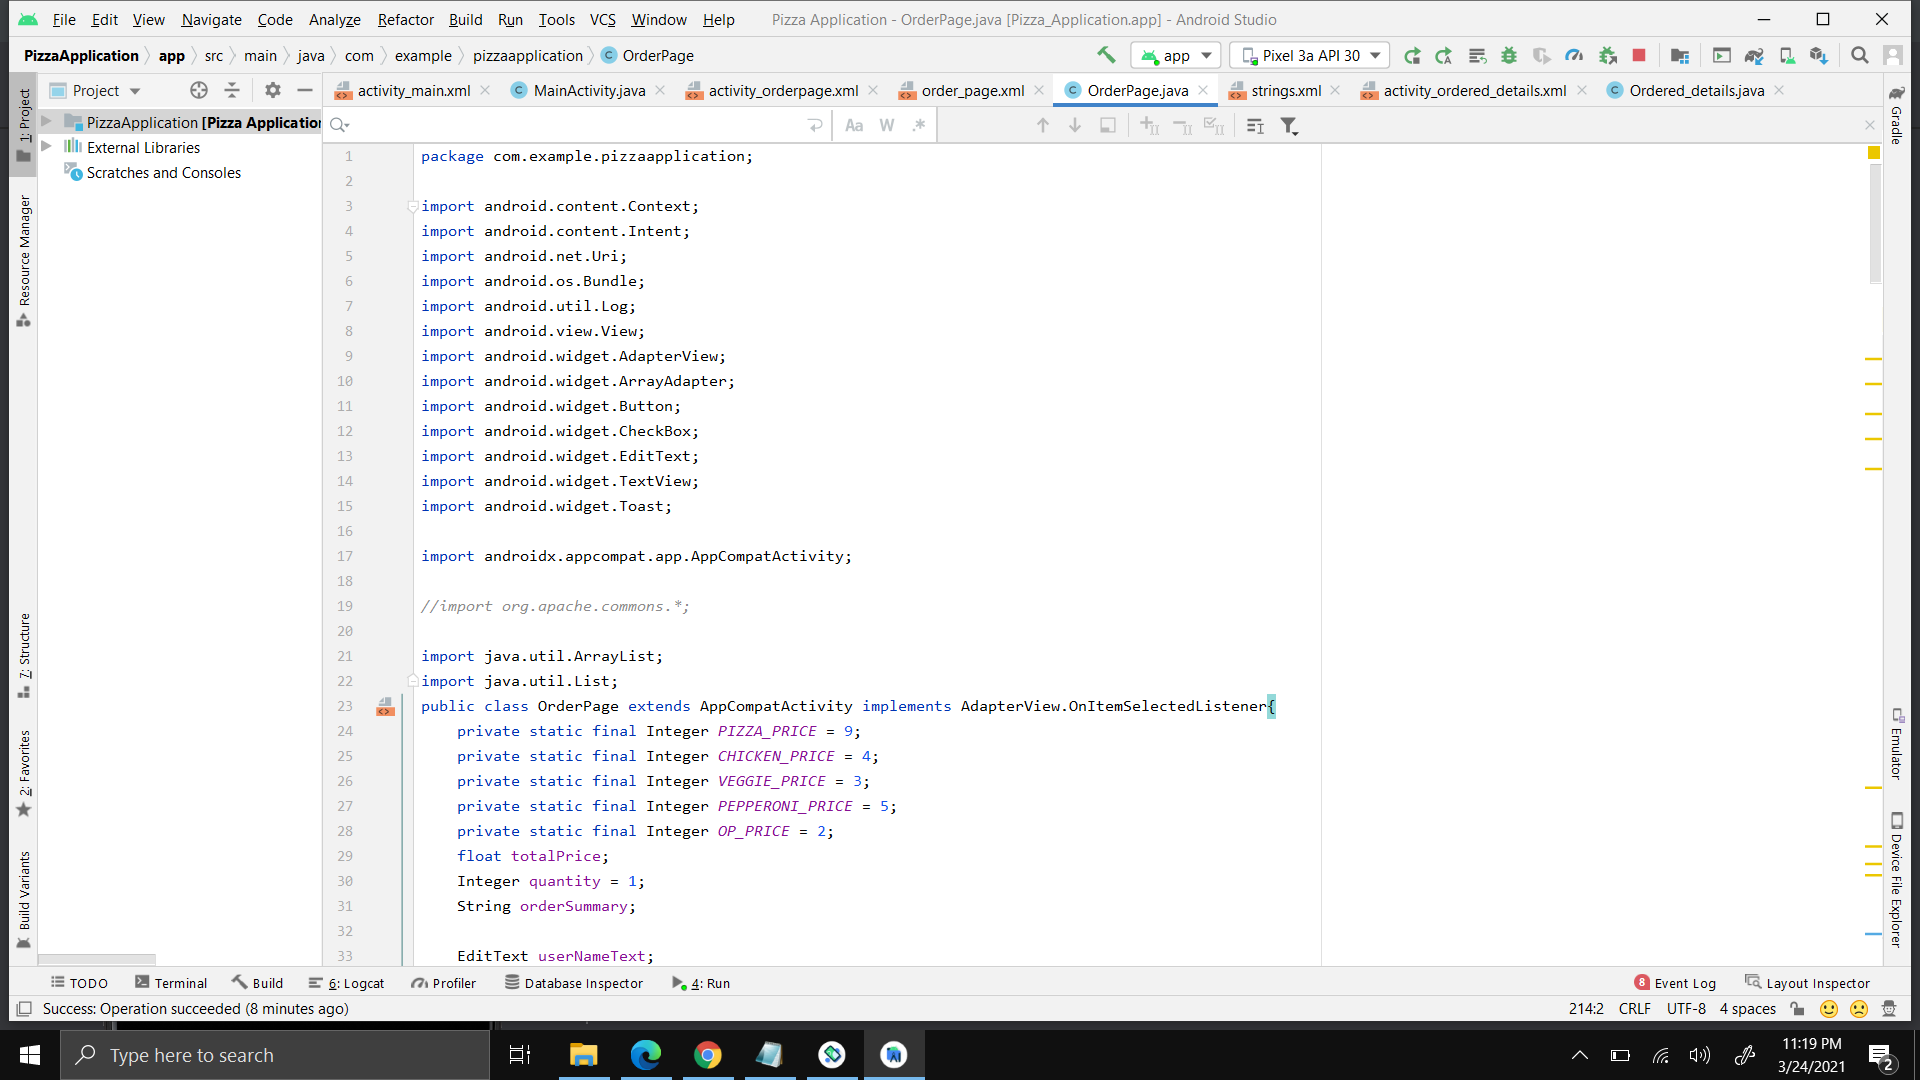 File Edit View Navigate Code Analyze Refactor Build Run Tools VCS Window Help Pizza Application - OrderPage.java [Pizza_Application.app] - Android Studio
PizzaApplication app src main java com example pizzaapplication C OrderPage app Pixel 3a API 30
Project activity_main.xml C MainActivity.java activity_orderpage.xml order_page.xml C OrderPage.java strings.xml activity_ordered_details.xml C Ordered_details.java
PizzaApplication [Pizza Application
External Libraries
Scratches and Consoles
Aa W .*
1: Project
Resource Manager
7: Structure
2: Favorites
Build Variants
1 package com.example.pizzaapplication;
2
3 import android.content.Context;
4 import android.content.Intent;
5 import android.net.Uri;
6 import android.os.Bundle;
7 import android.util.Log;
8 import android.view.View;
9 import android.widget.AdapterView;
10 import android.widget.ArrayAdapter;
11 import android.widget.Button;
12 import android.widget.CheckBox;
13 import android.widget.EditText;
14 import android.widget.TextView;
15 import android.widget.Toast;
16
17 import androidx.appcompat.app.AppCompatActivity;
18
19 //import org.apache.commons.*;
20
21 import java.util.ArrayList;
22 import java.util.List;
23 public class OrderPage extends AppCompatActivity implements AdapterView.OnItemSelectedListener{
24 private static final Integer PIZZA_PRICE = 9;
25 private static final Integer CHICKEN_PRICE = 4;
26 private static final Integer VEGGIE_PRICE = 3;
27 private static final Integer PEPPERONI_PRICE = 5;
28 private static final Integer OP_PRICE = 2;
29 float totalPrice;
30 Integer quantity = 1;
31 String orderSummary;
32
33 EditText userNameText;
Gradle
Emulator
Device File Explorer
TODO Terminal Build 6: Logcat Profiler Database Inspector 4: Run 8 Event Log Layout Inspector
Success: Operation succeeded (8 minutes ago) 214:2 CRLF UTF-8 4 spaces
Type here to search
11:19 PM
3/24/2021
2